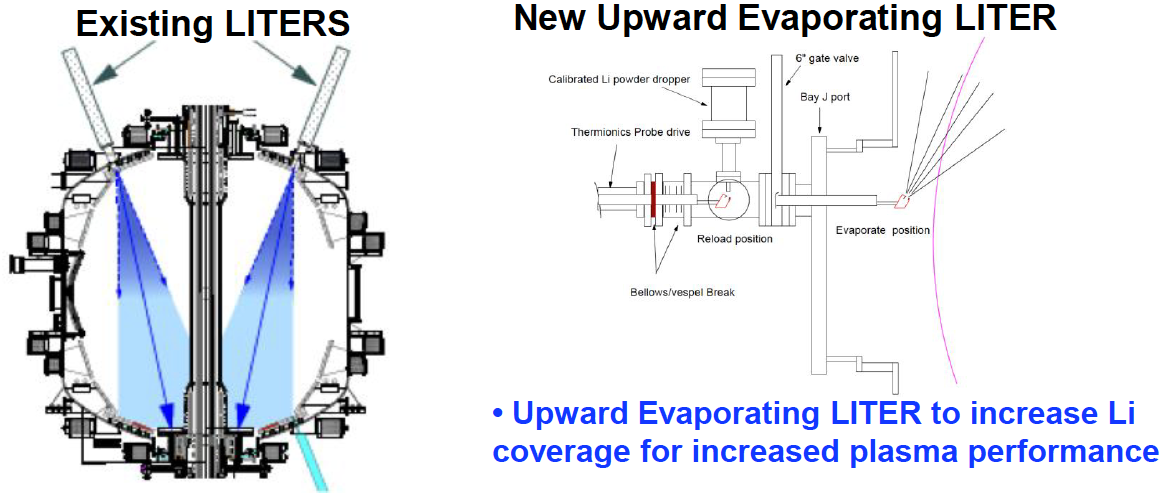 Existing LITERS
New Upward Evaporating LITER
6" gate valve
Calibrated Li powder dropper
Bay J port
Thermionics Probe drive
Reload position
Evaporate position
Bellows/vespel Break
• Upward Evaporating LITER to increase Li
coverage for increased plasma performance